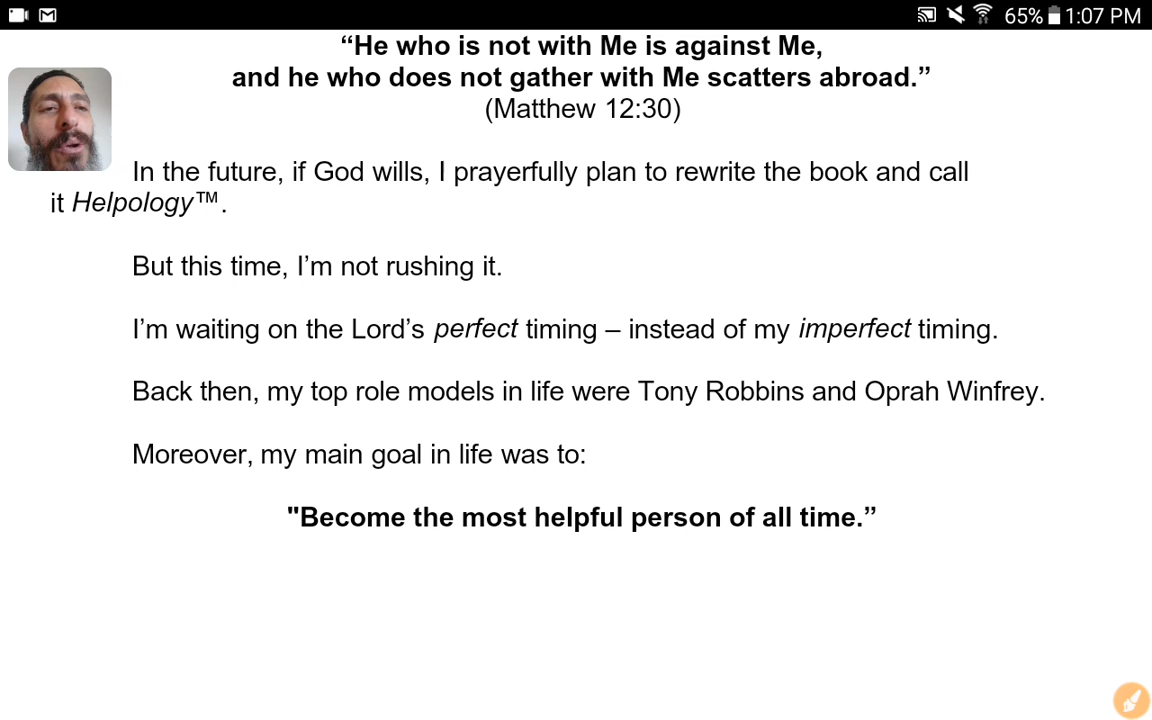 65% 1:07 PM
“He who is not with Me is against Me,
and he who does not gather with Me scatters abroad.”
(Matthew 12:30)
In the future, if God wills, I prayerfully plan to rewrite the book and call
it Helpology™.
But this time, I’m not rushing it.
I’m waiting on the Lord’s perfect timing – instead of my imperfect timing.
Back then, my top role models in life were Tony Robbins and Oprah Winfrey.
Moreover, my main goal in life was to:
"Become the most helpful person of all time.”